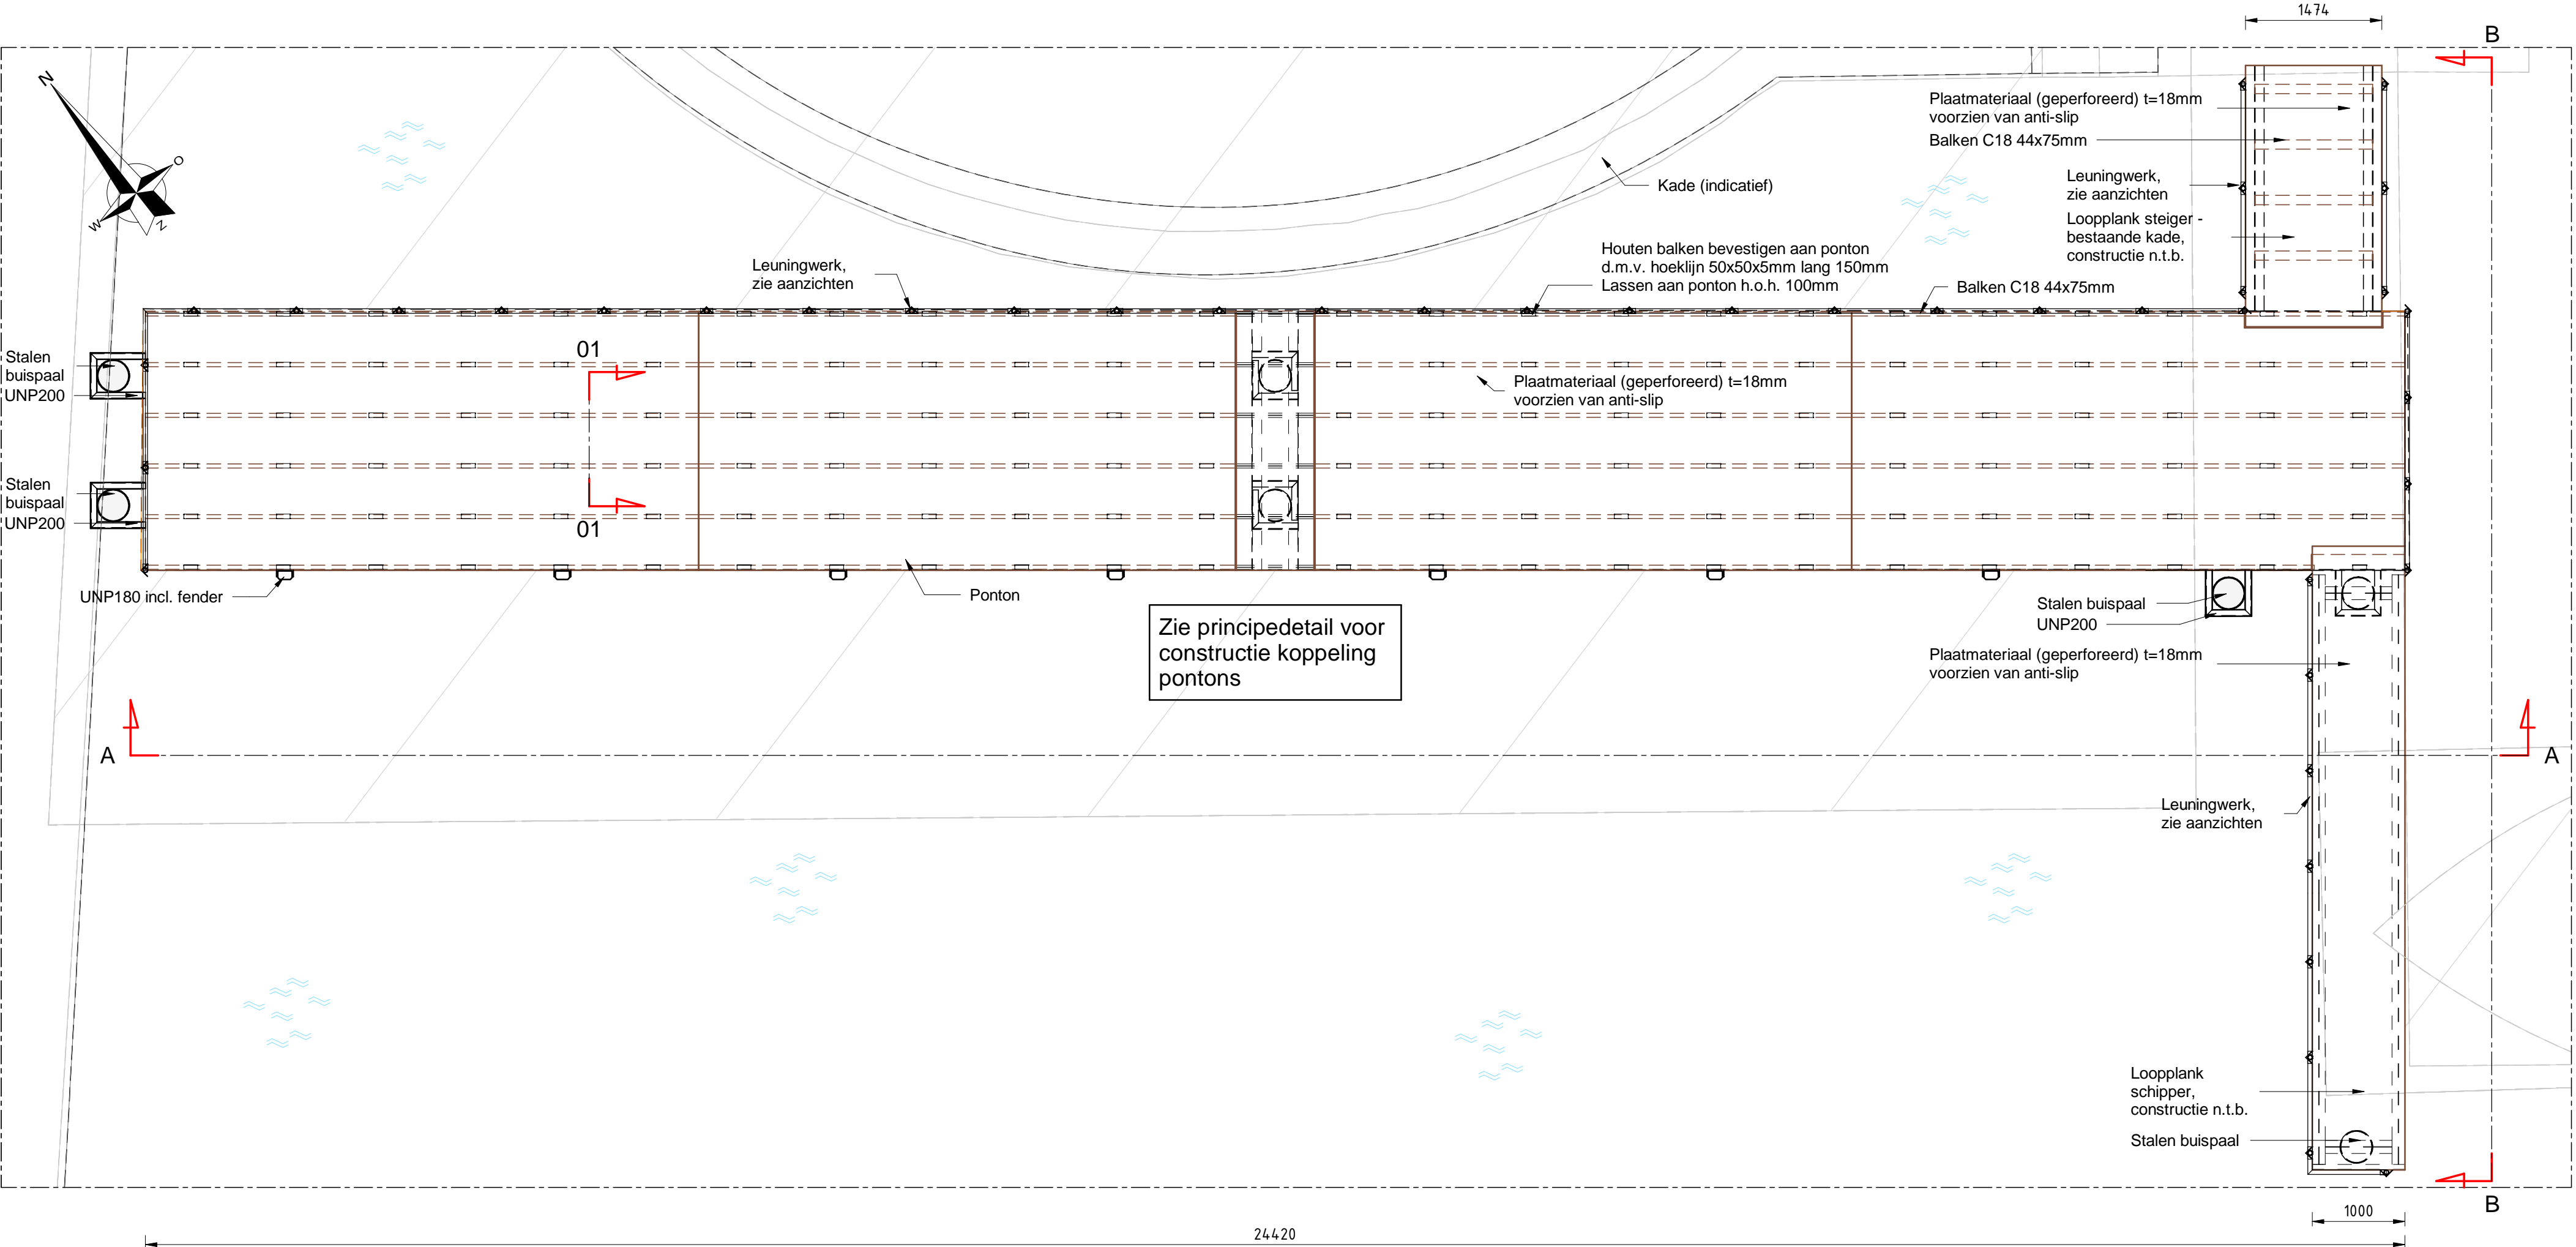 1474
B
N
O
W
Z
Plaatmateriaal (geperforeerd) t=18mm
voorzien van anti-slip
Balken C18 44x75mm
Kade (indicatief)
Leuningwerk,
zie aanzichten
Loopplank steiger -
bestaande kade,
constructie n.t.b.
Houten balken bevestigen aan ponton
d.m.v. hoeklijn 50x50x5mm lang 150mm
Lassen aan ponton h.o.h. 100mm
Leuningwerk,
zie aanzichten
Balken C18 44x75mm
Stalen
buispaal
UNP200
01
Plaatmateriaal (geperforeerd) t=18mm
voorzien van anti-slip
Stalen
buispaal
UNP200
01
UNP180 incl. fender
Ponton
Stalen buispaal
UNP200
Zie principedetail voor
constructie koppeling
pontons
Plaatmateriaal (geperforeerd) t=18mm
voorzien van anti-slip
A
A
Leuningwerk,
zie aanzichten
Loopplank
schipper,
constructie n.t.b.
Stalen buispaal
B
1000
24420